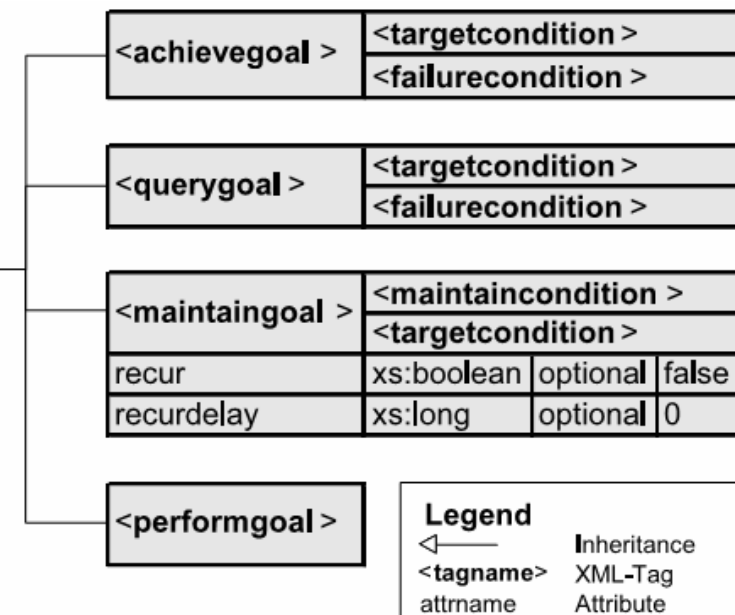 <achievegoal>
<targetcondition>
<failurecondition>
<querygoal>
<targetcondition>
<failurecondition>
<maintaingoal>
<maintaincondition>
<targetcondition>
recur xs:boolean optional false
recurdelay xs:long optional 0
<performgoal>
Legend
Inheritance
<tagname> XML-Tag
attrname Attribute